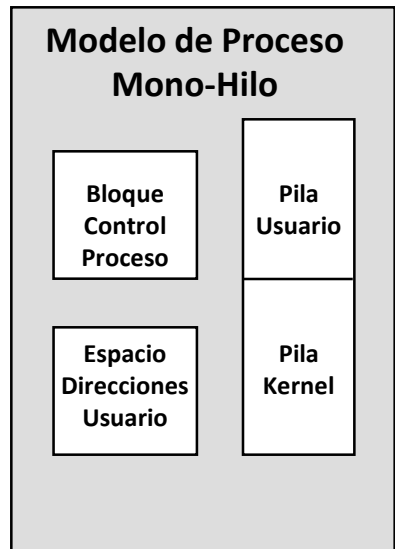 Modelo de Proceso
Mono-Hilo
Bloque
Control
Proceso
Pila
Usuario
Espacio
Direcciones
Usuario
Pila
Kernel